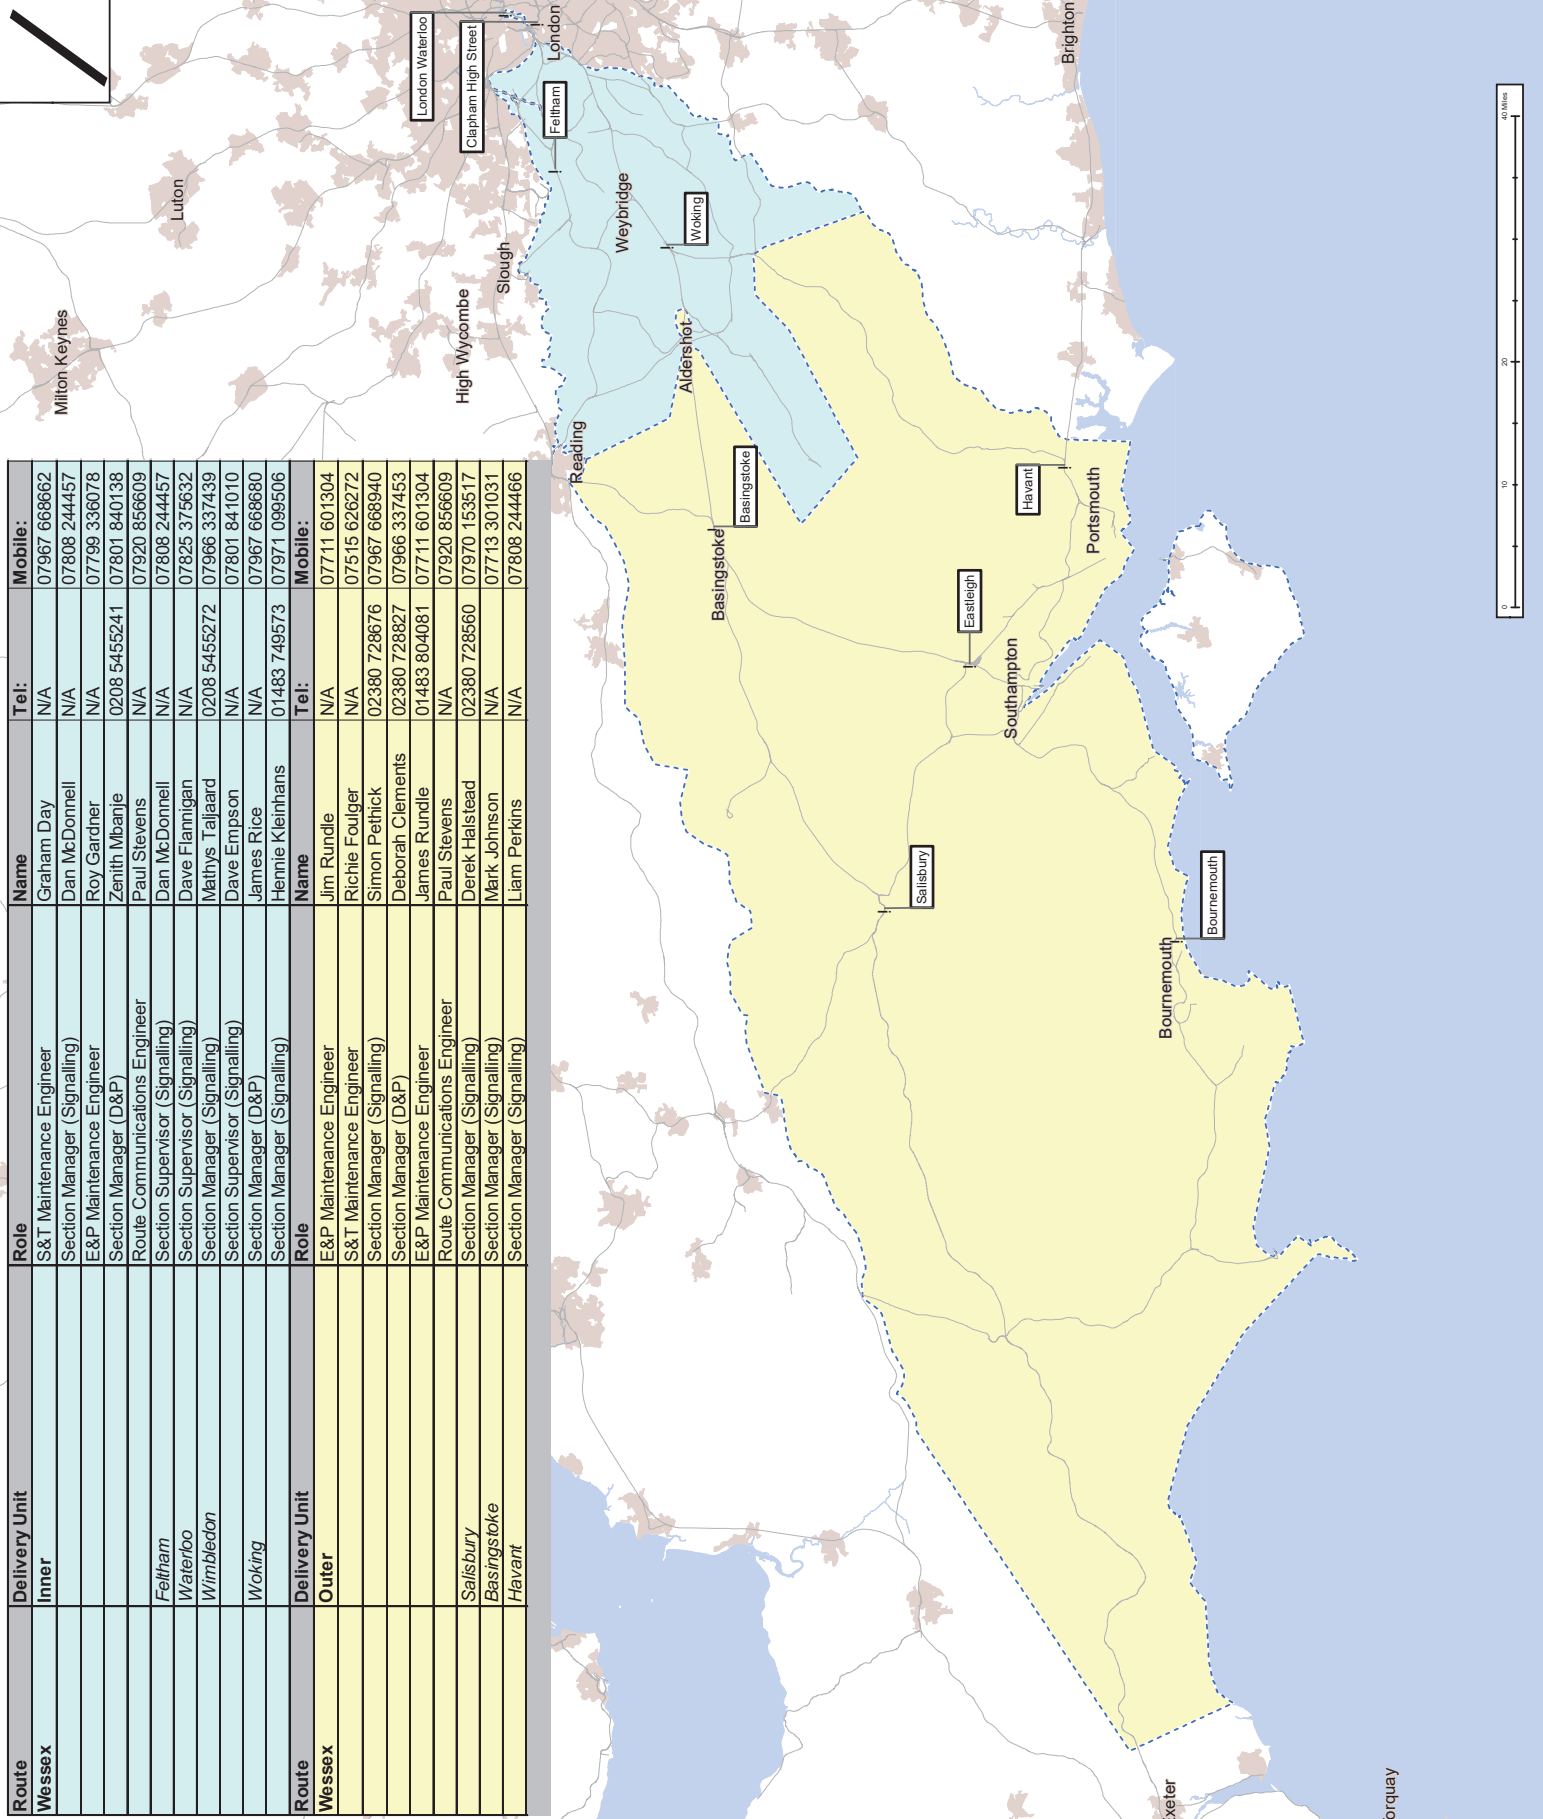 Route Delivery Unit Role Name Tel: Mobile:
Wessex Inner S&T Maintenance Engineer Graham Day N/A 07967 668662
Section Manager (Signalling) Dan McDonnell N/A 07808 244457
E&P Maintenance Engineer Roy Gardner N/A 07799 336078
Section Manager (D&P) Zenith Mbanje 0208 5455241 07801 840138
Route Communications Engineer Paul Stevens N/A 07920 856609
Feltham Section Supervisor (Signalling) Dan McDonnell N/A 07808 244457
Waterloo Section Supervisor (Signalling) Dave Flannigan N/A 07825 375632
Wimbledon Section Manager (Signalling) Mathys Taljaard 0208 5455272 07966 337439
Section Supervisor (Signalling) Dave Empson N/A 07801 841010
Woking Section Manager (D&P) James Rice N/A 07967 668680
Section Manager (Signalling) Hennie Kleinhans 01483 749573 07971 099506
Route Delivery Unit Role Name Tel: Mobile:
Wessex Outer E&P Maintenance Engineer Jim Rundle N/A 07711 601304
S&T Maintenance Engineer Richie Foulger N/A 07515 626272
Section Manager (Signalling) Simon Pethick 02380 728676 07967 668940
Section Manager (D&P) Deborah Clements 02380 728827 07966 337453
E&P Maintenance Engineer James Rundle 01483 804081 07711 601304
Route Communications Engineer Paul Stevens N/A 07920 856609
Salisbury Section Manager (Signalling) Derek Halstead 02380 728560 07970 153517
Basingstoke Section Manager (Signalling) Mark Johnson N/A 07713 301031
Havant Section Manager (Signalling) Liam Perkins N/A 07808 244466
Milton Keynes
Luton
High Wycombe
Slough
London Waterloo
Clapham High Street
London
Feltham
Reading
Weybridge
Woking
Aldershot
Basingstoke
Basingstoke
Salisbury
Eastleigh
Southampton
Havant
Portsmouth
Brighton
Bournemouth
Bournemouth
xeter
orquay
0 10 20 40 Miles